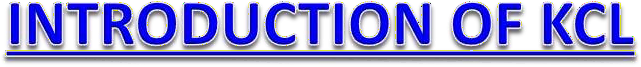 INTRODUCTION OF KCL